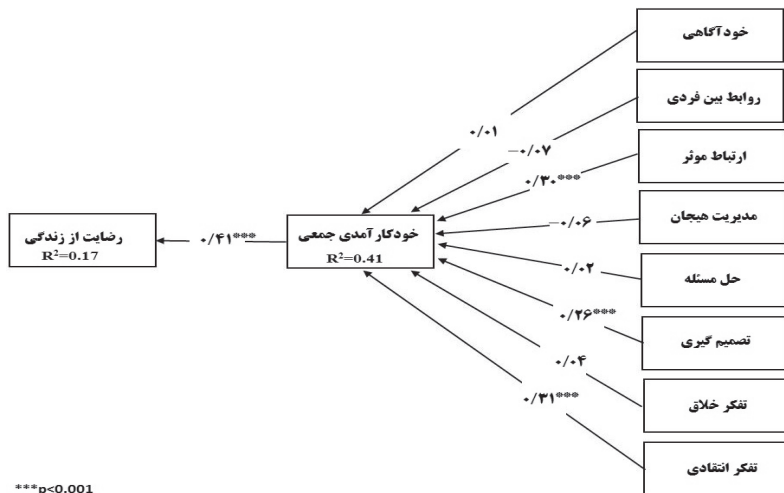 خودآگاهی
روابط بین فردی
ارتباط موثر
مدیریت هیجان
حل مسئله
تصمیم گیری
تفکر خلاق
تفکر انتقادی
۰/۰۱
−۰/۰۷
۰/۳۰***
−۰/۰۶
۰/۰۲
۰/۲۶***
۰/۰۴
۰/۳۱***
خودکارآمدی جمعی
R²=0.41
۰/۴۱***
رضایت از زندگی
R²=0.17
***p<0.001